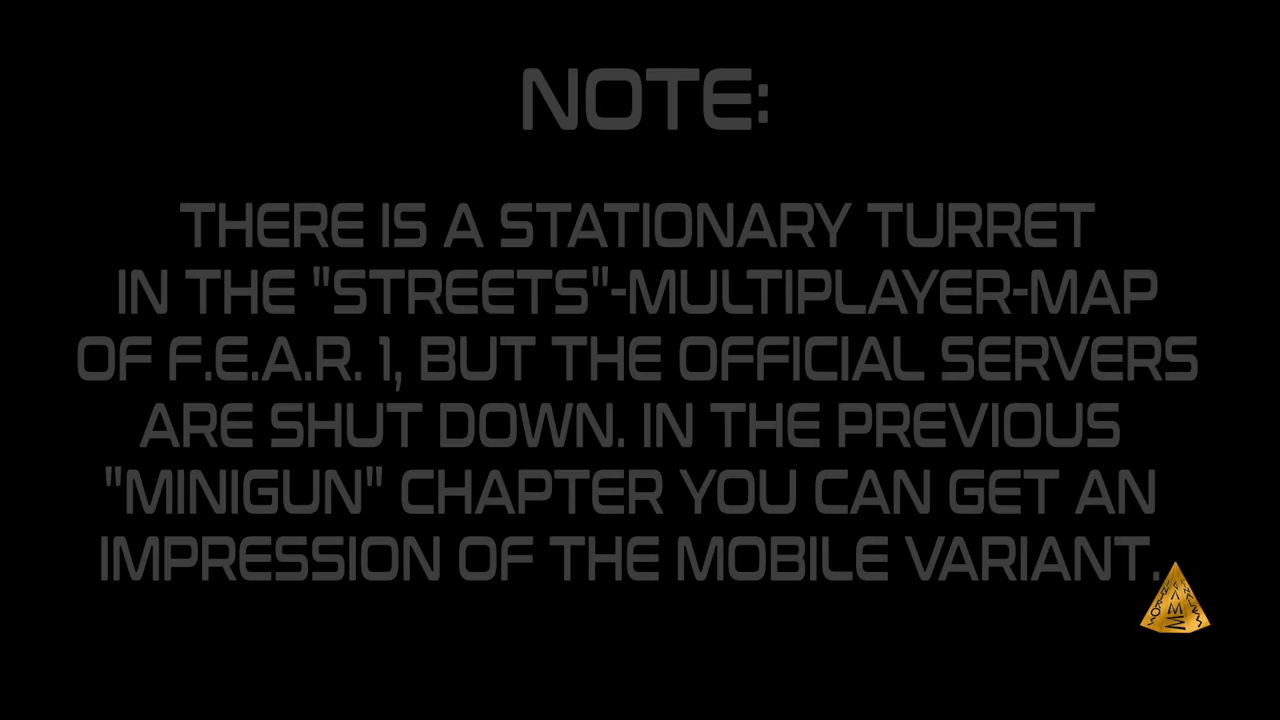 NOTE:
THERE IS A STATIONARY TURRET
IN THE "STREETS"-MULTIPLAYER-MAP
OF F.E.A.R. 1, BUT THE OFFICIAL SERVERS
ARE SHUT DOWN. IN THE PREVIOUS
"MINIGUN" CHAPTER YOU CAN GET AN
IMPRESSION OF THE MOBILE VARIANT.